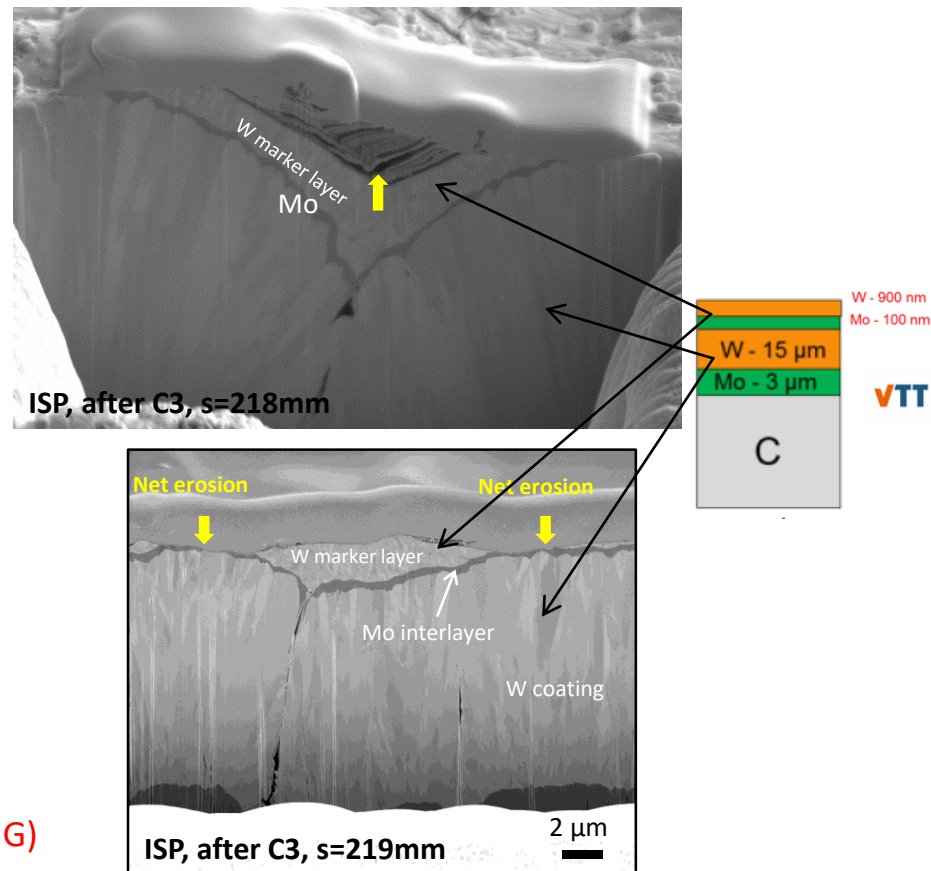 W marker layer
Mo
ISP, after C3, s=218mm
W - 900 nm
Mo - 100 nm
W - 15 µm
Mo - 3 µm
C
VTT
Net erosion
Net erosion
W marker layer
Mo interlayer
W coating
G)
ISP, after C3, s=219mm
2 µm